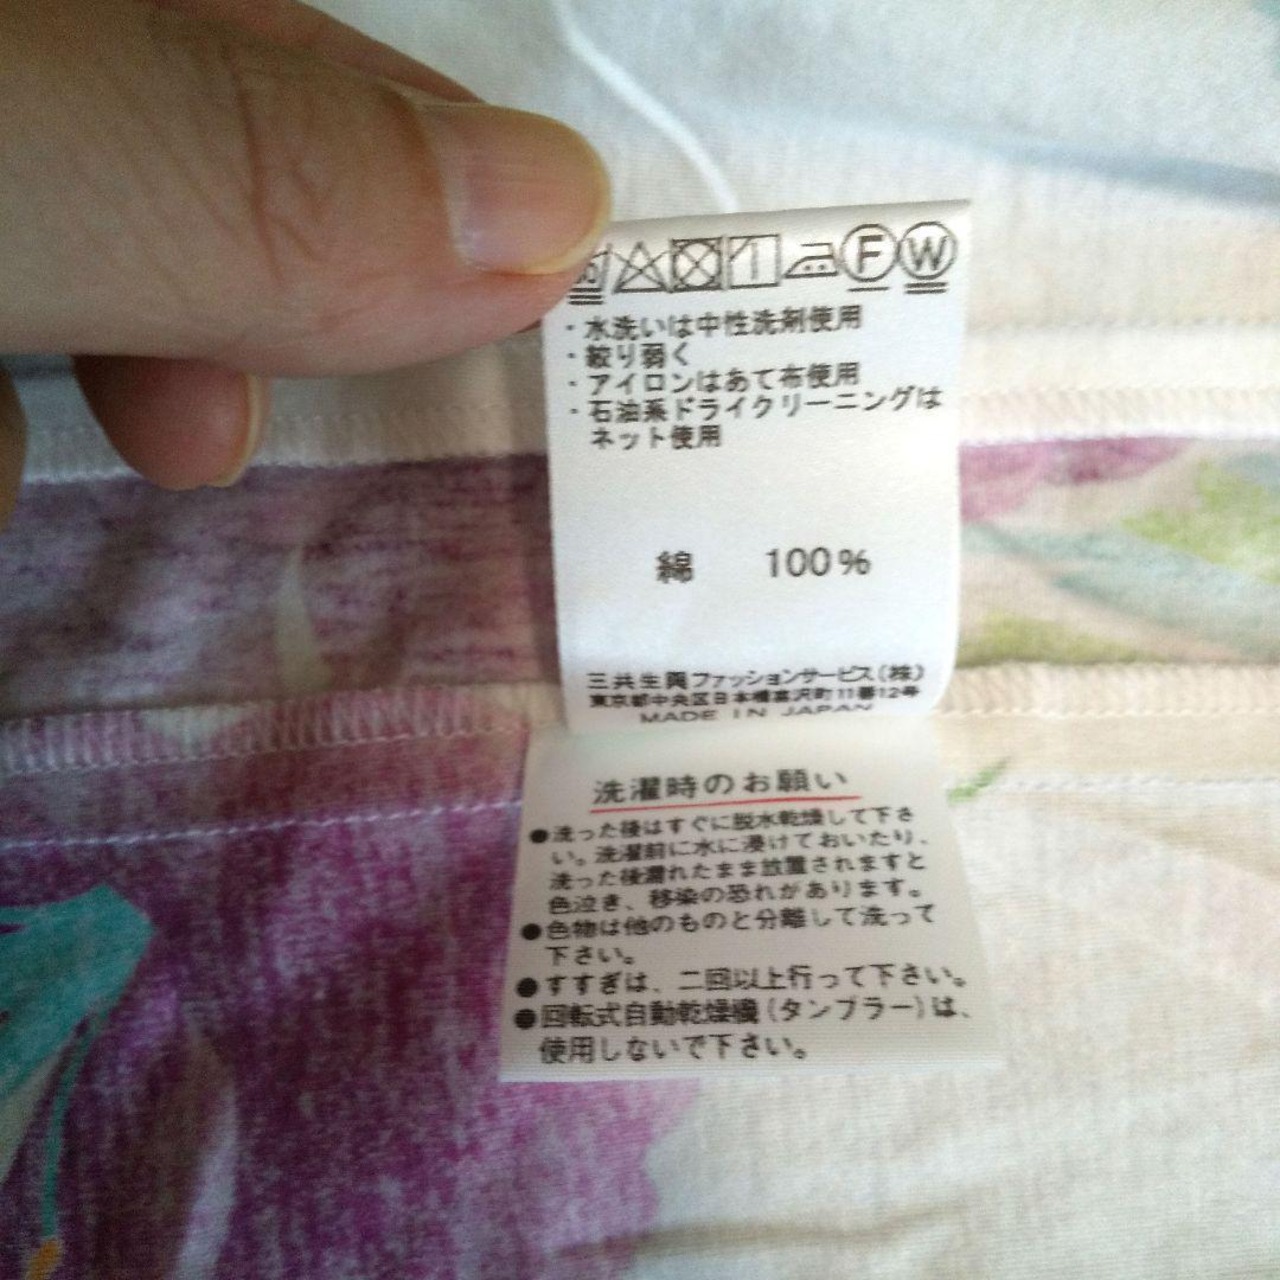 F W
・水洗いは中性洗剤使用
・絞り弱く
・アイロンはあて布使用
・石油系ドライクリーニングは
ネット使用
綿 100%
三共生興ファッションサービス(株)
東京都中央区日本橋富沢町11番12号
MADE IN JAPAN
洗濯時のお願い
●洗った後はすぐに脱水乾燥して下さ
い。洗濯前に水に浸けておいたり、
洗った後濡れたまま放置されますと
色泣き、移染の恐れがあります。
●色物は他のものと分離して洗って
下さい。
●すすぎは、二回以上行って下さい。
●回転式自動乾燥機(タンブラー)は、
使用しないで下さい。